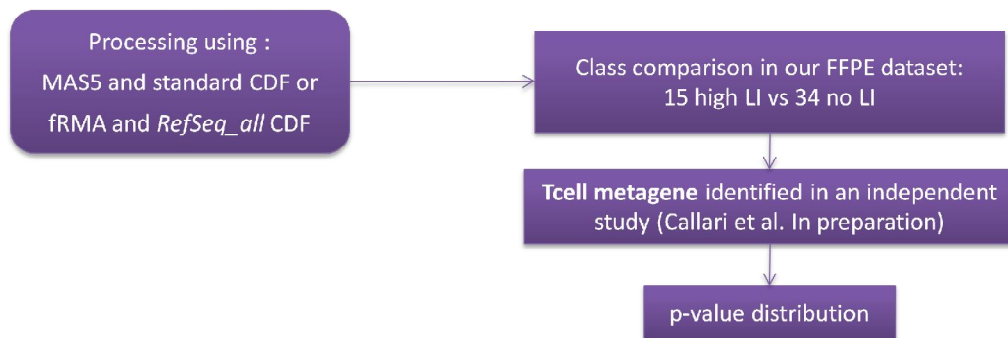 Processing using :
MAS5 and standard CDF or
fRMA and RefSeq_all CDF
Class comparison in our FFPE dataset:
15 high LI vs 34 no LI
Tcell metagene identified in an independent
study (Callari et al. In preparation)
p-value distribution